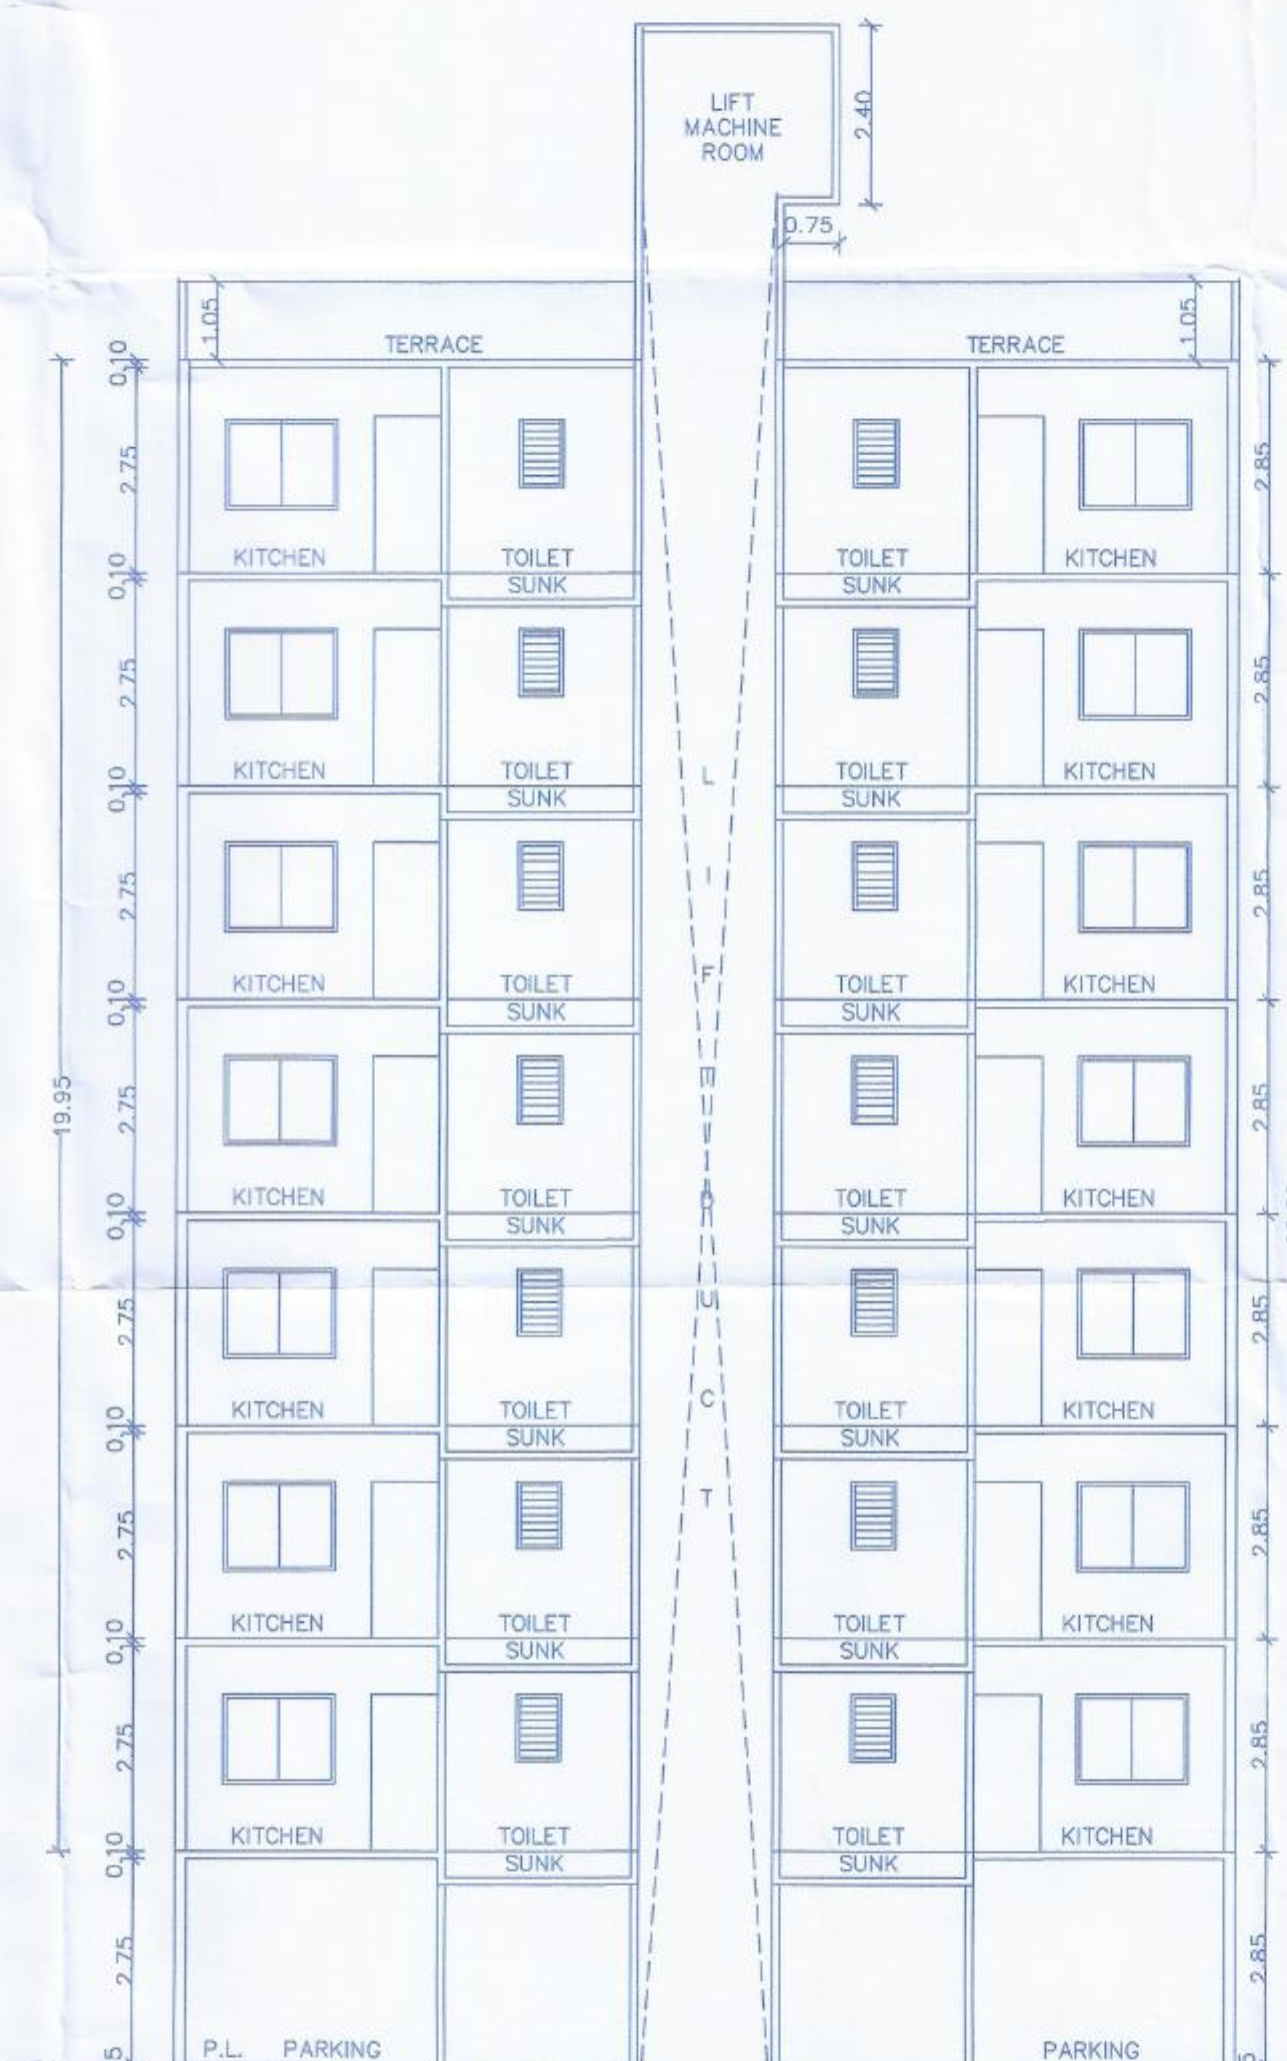 LIFT
MACHINE
ROOM
2.40
0.75
1.05
TERRACE
TERRACE
1.05
0.10
2.75
KITCHEN
TOILET
TOILET
KITCHEN
2.85
0.10
SUNK
SUNK
2.75
KITCHEN
TOILET
TOILET
KITCHEN
2.85
0.10
SUNK
SUNK
2.75
KITCHEN
TOILET
TOILET
KITCHEN
2.85
0.10
SUNK
SUNK
19.95
2.75
KITCHEN
TOILET
TOILET
KITCHEN
2.85
0.10
SUNK
SUNK
2.75
KITCHEN
TOILET
TOILET
KITCHEN
2.85
0.10
SUNK
SUNK
2.75
KITCHEN
TOILET
TOILET
KITCHEN
2.85
0.10
SUNK
SUNK
2.75
KITCHEN
TOILET
TOILET
KITCHEN
2.85
0.10
SUNK
SUNK
2.75
2.85
P.L. PARKING
PARKING
L I F T
D U C T